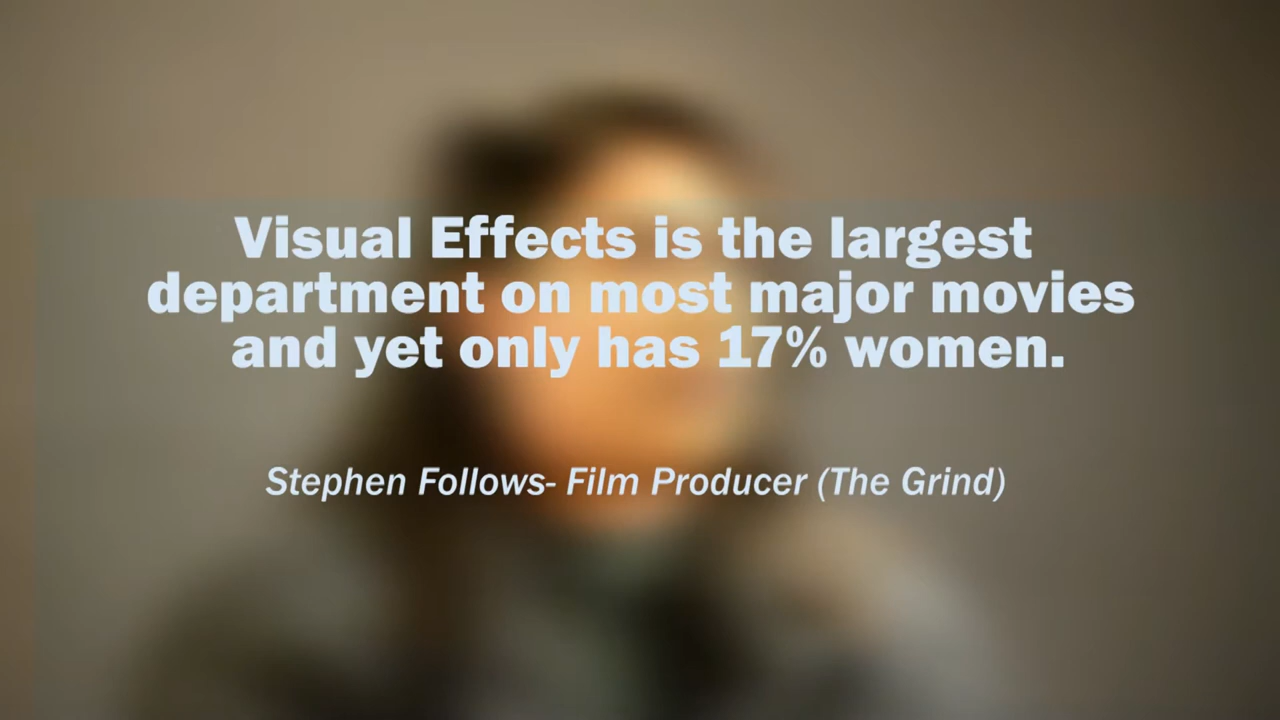 Visual Effects is the largest
department on most major movies
and yet only has 17% women.
Stephen Follows- Film Producer (The Grind)